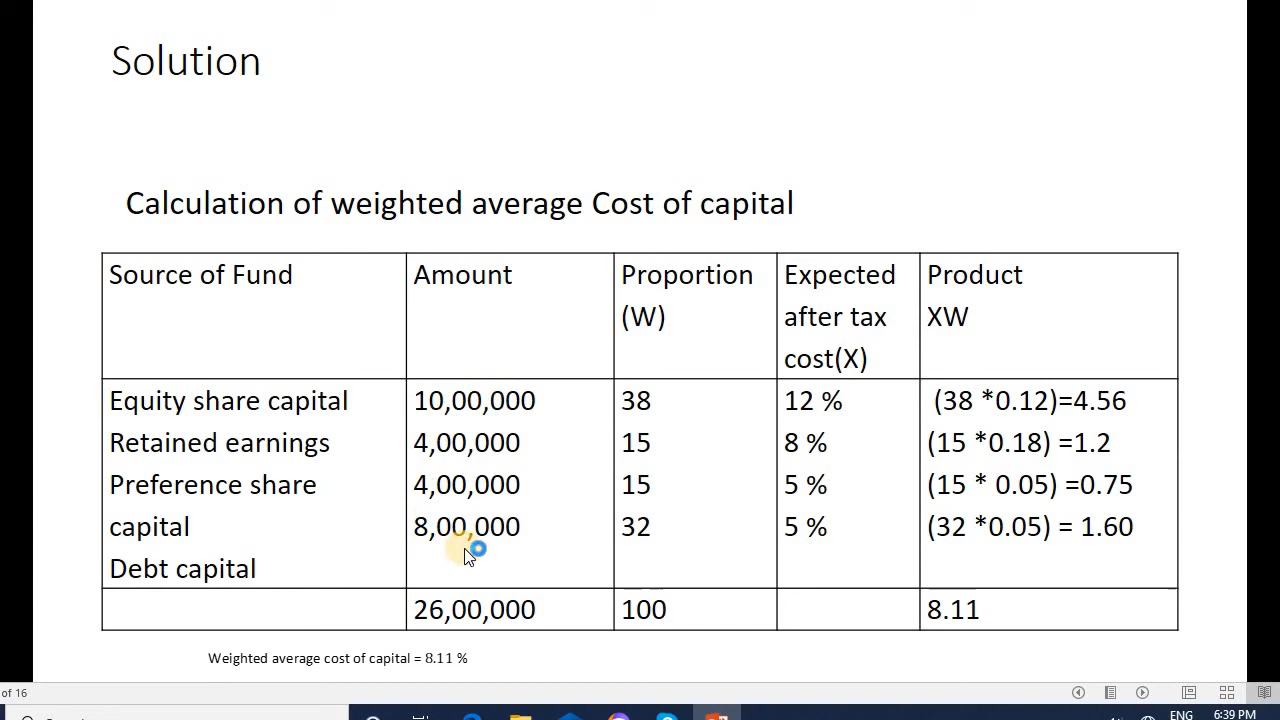 Solution
Calculation of weighted average Cost of capital
Source of Fund Amount Proportion (W) Expected after tax cost(X) Product XW
Equity share capital 10,00,000 38 12 % (38 *0.12)=4.56
Retained earnings 4,00,000 15 8 % (15 *0.18) =1.2
Preference share 4,00,000 15 5 % (15 * 0.05) =0.75
capital 8,00,000 32 5 % (32 *0.05) = 1.60
Debt capital
26,00,000 100 8.11
Weighted average cost of capital = 8.11 %
of 16
ENG 6:39 PM